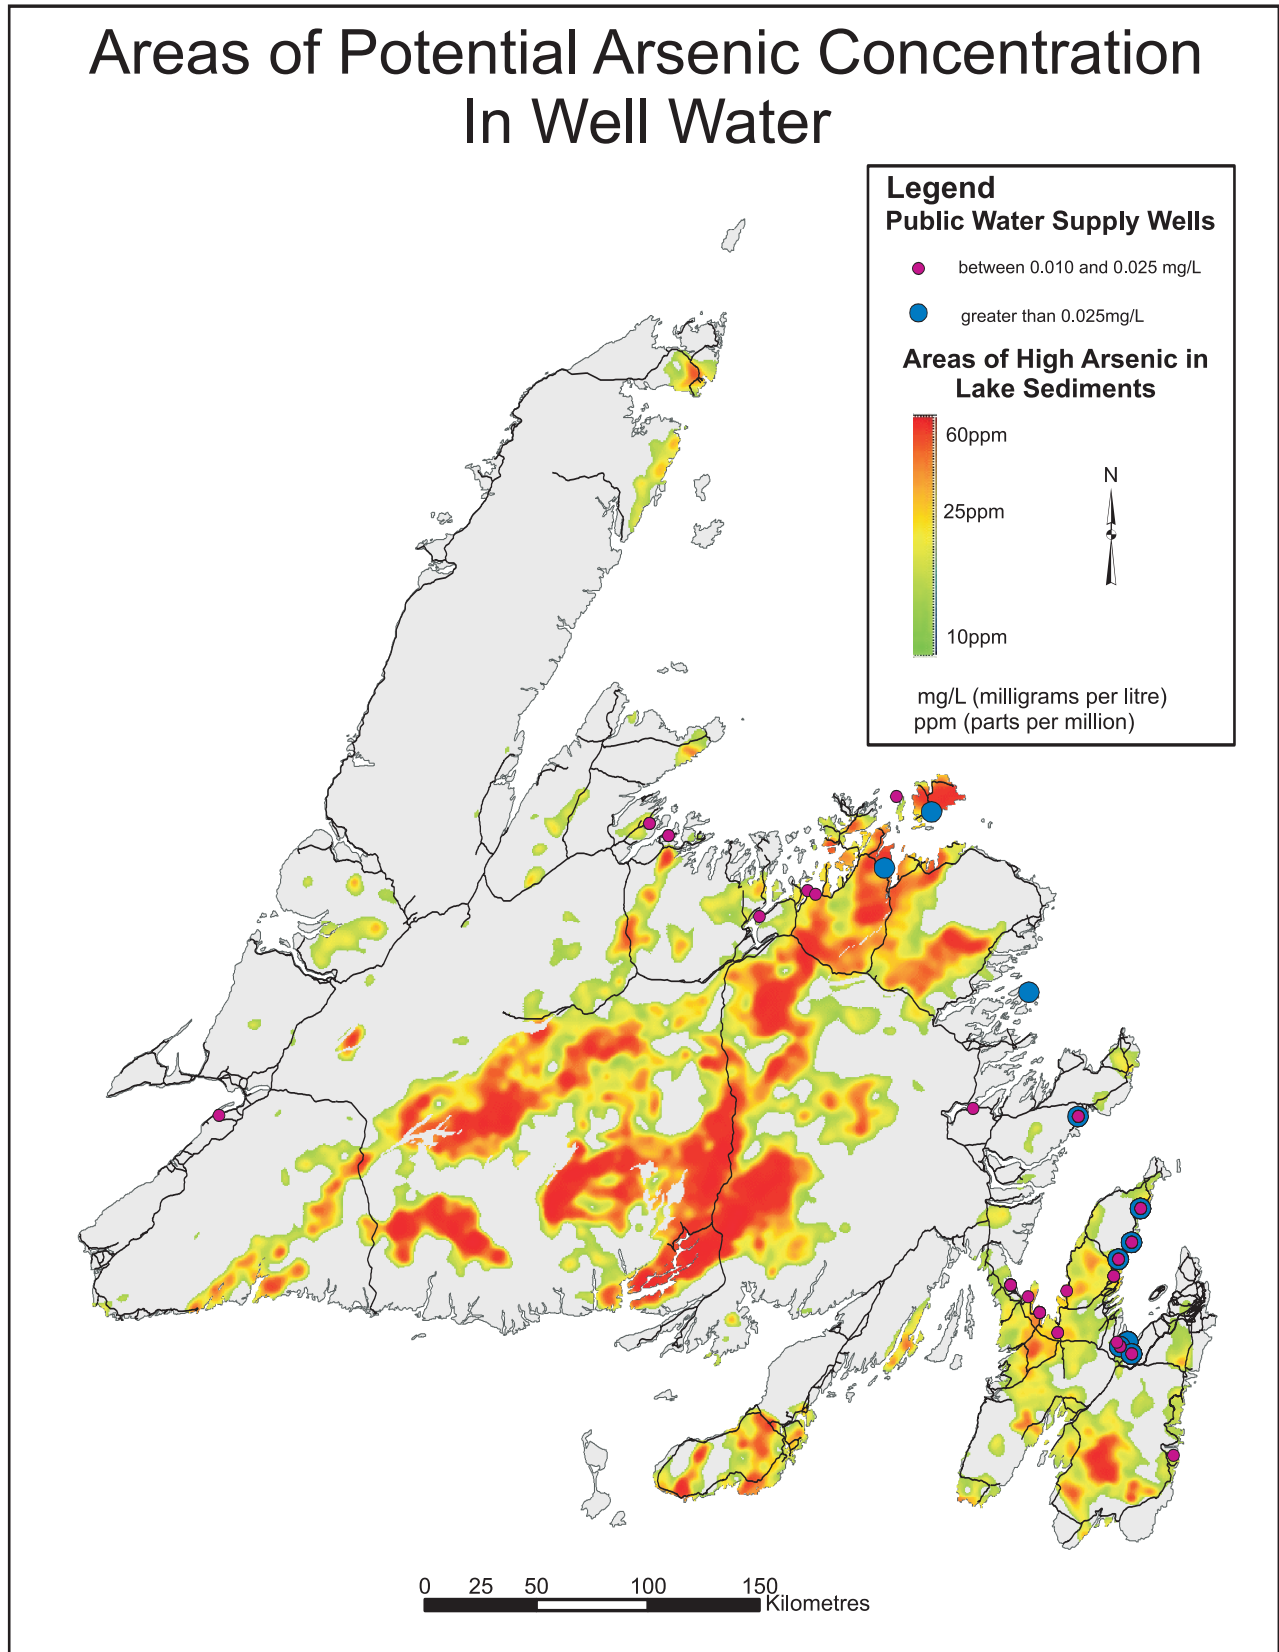 Areas of Potential Arsenic Concentration
In Well Water
Legend
Public Water Supply Wells
between 0.010 and 0.025 mg/L
greater than 0.025mg/L
Areas of High Arsenic in
Lake Sediments
60ppm
N
25ppm
10ppm
mg/L (milligrams per litre)
ppm (parts per million)
0 25 50 100 150
Kilometres